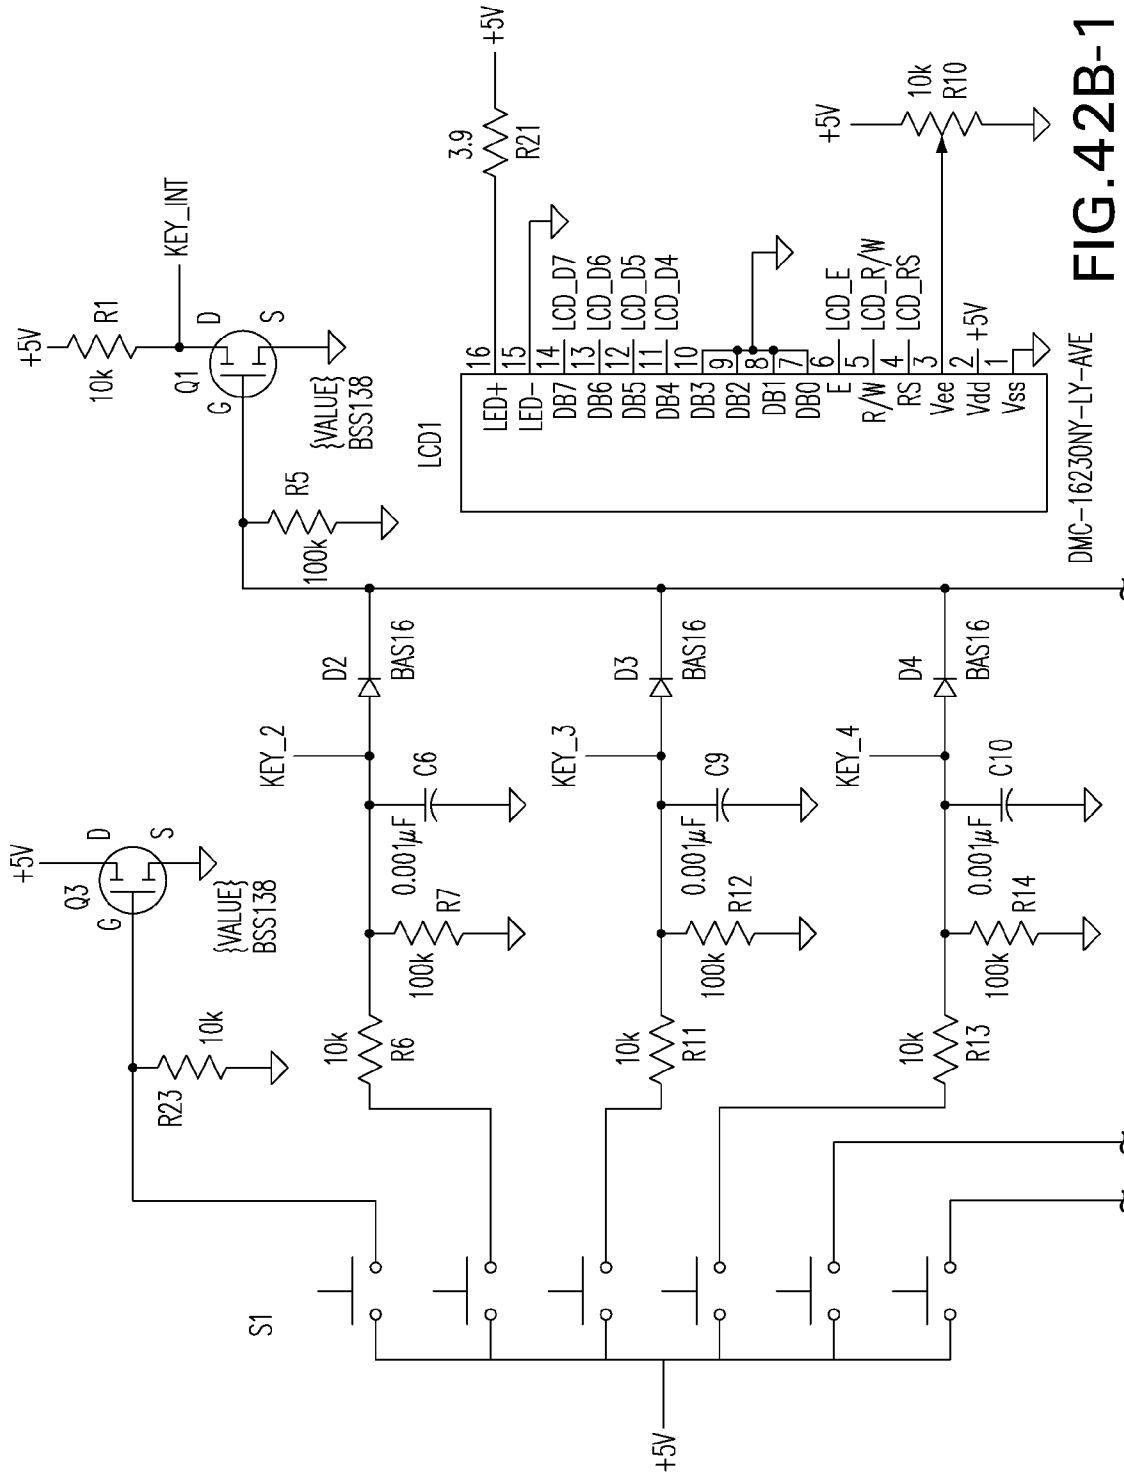 +5V
R1
10k
KEY_INT
D
S
Q1
G
{VALUE}
BSS138
R5
100k
+5V
D
S
Q3
G
{VALUE}
BSS138
10k
R23
+5V
3.9
R21
LCD1
16
LED+
15
LED-
14
DB7
LCD_D7
13
DB6
LCD_D6
12
DB5
LCD_D5
11
DB4
LCD_D4
10
DB3
9
DB2
8
DB1
7
DB0
6
E
LCD_E
5
R/W
LCD_R/W
4
RS
LCD_RS
3
Vee
2
Vdd
+5V
1
Vss
DMC-16230NY-LY-AVE
+5V
10k
R10
KEY_2
D2
BAS16
C6
0.001µF
R7
100k
10k
R6
KEY_3
D3
BAS16
C9
0.001µF
R12
100k
10k
R11
KEY_4
D4
BAS16
C10
0.001µF
R14
100k
10k
R13
S1
+5V
FIG.42B-1